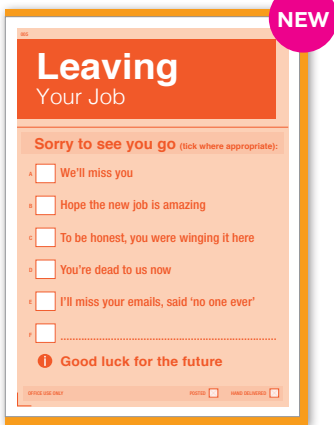 NEW
Leaving
Your Job
Sorry to see you go (tick where appropriate):
A We'll miss you
B Hope the new job is amazing
C To be honest, you were winging it here
D You're dead to us now
E I'll miss your emails, said 'no one ever'
F
Good luck for the future
OFFICE USE ONLY POSTED HAND DELIVERED